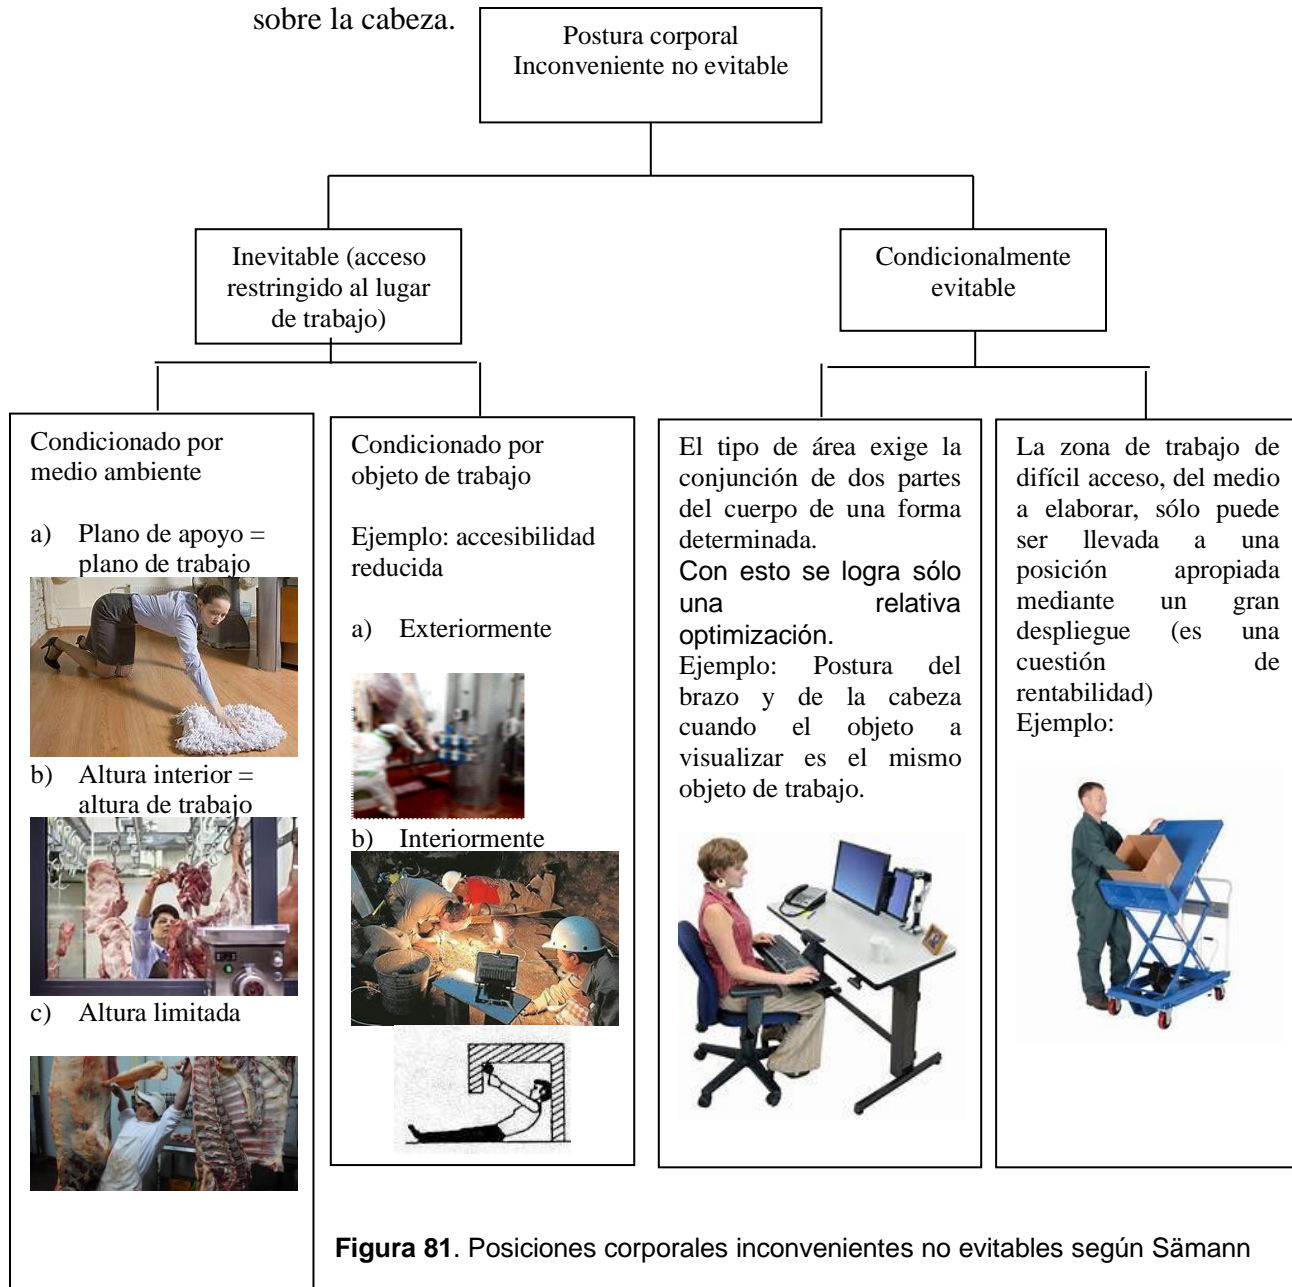 sobre la cabeza.
Postura corporal
Inconveniente no evitable
Inevitable (acceso
restringido al lugar
de trabajo)
Condicionalmente
evitable
Condicionado por
medio ambiente
a) Plano de apoyo =
plano de trabajo
b) Altura interior =
altura de trabajo
c) Altura limitada
Condicionado por
objeto de trabajo
Ejemplo: accesibilidad
reducida
a) Exteriormente
b) Interiormente
El tipo de área exige la
conjunción de dos partes
del cuerpo de una forma
determinada.
Con esto se logra sólo
una relativa
optimización.
Ejemplo: Postura del
brazo y de la cabeza
cuando el objeto a
visualizar es el mismo
objeto de trabajo.
La zona de trabajo de
difícil acceso, del medio
a elaborar, sólo puede
ser llevada a una
posición apropiada
mediante un gran
despliegue (es una
cuestión de
rentabilidad)
Ejemplo:
Figura 81. Posiciones corporales inconvenientes no evitables según Sämann